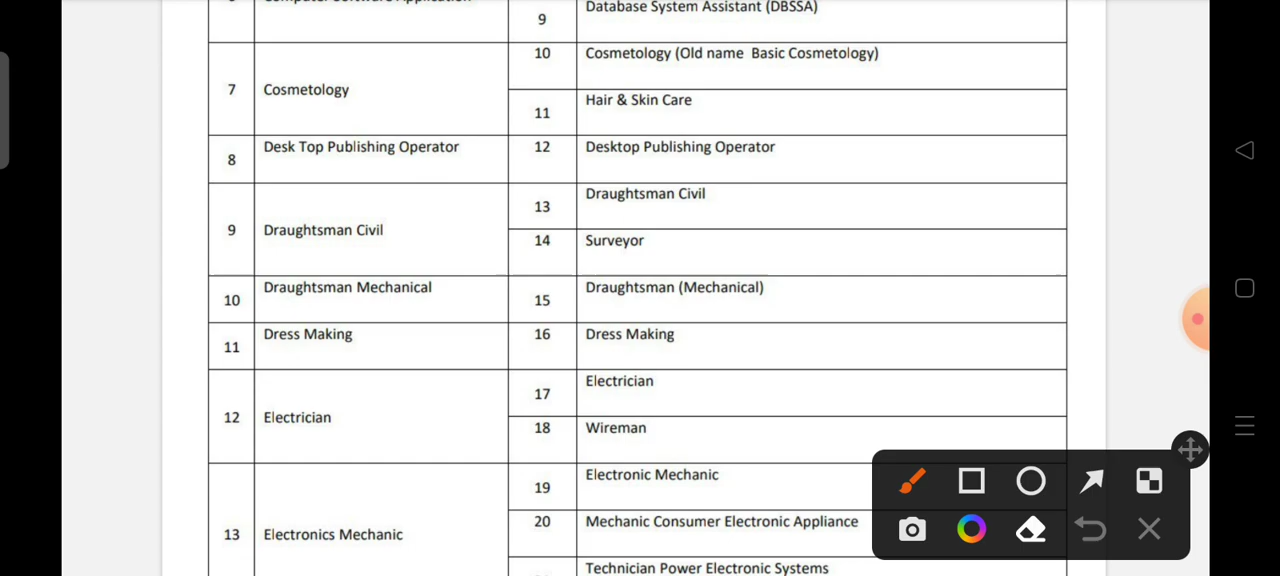 Database System Assistant (DBSSA)
9
10 Cosmetology (Old name Basic Cosmetology)
7 Cosmetology
11 Hair & Skin Care
8 Desk Top Publishing Operator 12 Desktop Publishing Operator
9 Draughtsman Civil 13 Draughtsman Civil
14 Surveyor
10 Draughtsman Mechanical 15 Draughtsman (Mechanical)
11 Dress Making 16 Dress Making
12 Electrician 17 Electrician
18 Wireman
13 Electronics Mechanic 19 Electronic Mechanic
20 Mechanic Consumer Electronic Appliance
Technician Power Electronic Systems